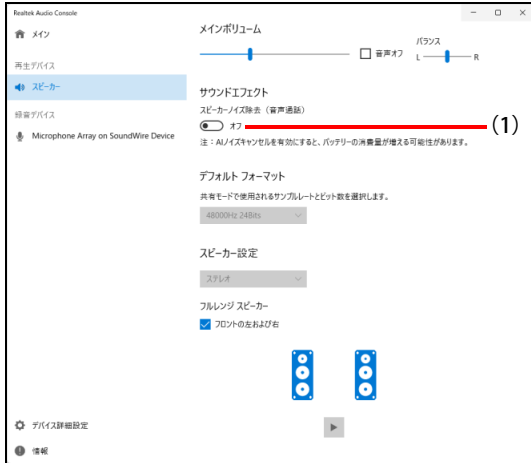 Realtek Audio Console
メイン
再生デバイス
スピーカー
録音デバイス
Microphone Array on SoundWire Device
デバイス詳細設定
情報
メインボリューム
音声オフ
バランス
L
R
サウンドエフェクト
スピーカーノイズ除去（音声通話）
オフ
(1)
注：AIノイズキャンセルを有効にすると、バッテリーの消費量が増える可能性があります。
デフォルト フォーマット
共有モードで使用されるサンプルレートとビット数を選択します。
48000Hz 24Bits
スピーカー設定
ステレオ
フルレンジ スピーカー
フロントの左および右